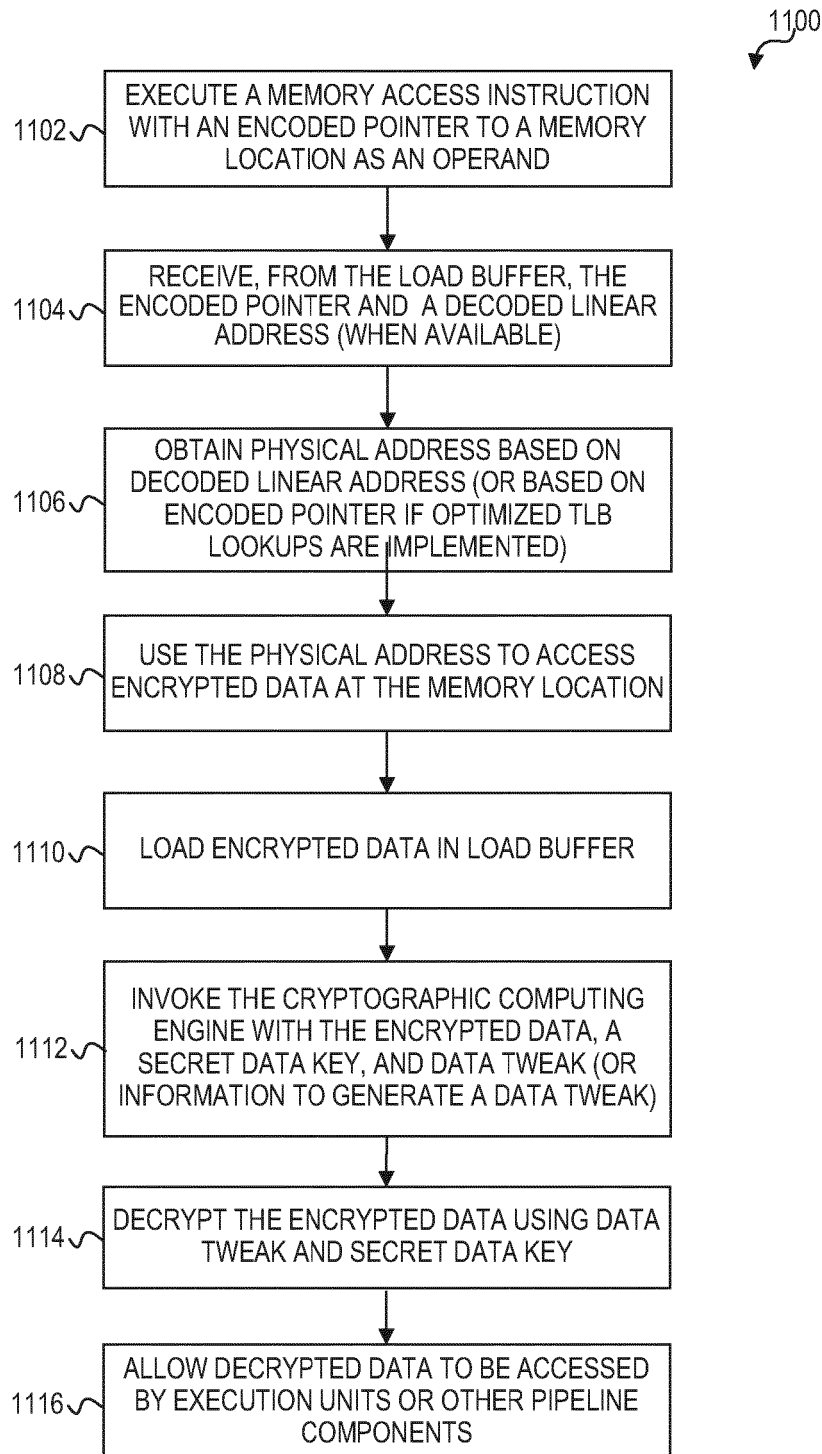 1100
1102
EXECUTE A MEMORY ACCESS INSTRUCTION
WITH AN ENCODED POINTER TO A MEMORY
LOCATION AS AN OPERAND
1104
RECEIVE, FROM THE LOAD BUFFER, THE
ENCODED POINTER AND A DECODED LINEAR
ADDRESS (WHEN AVAILABLE)
1106
OBTAIN PHYSICAL ADDRESS BASED ON
DECODED LINEAR ADDRESS (OR BASED ON
ENCODED POINTER IF OPTIMIZED TLB
LOOKUPS ARE IMPLEMENTED)
1108
USE THE PHYSICAL ADDRESS TO ACCESS
ENCRYPTED DATA AT THE MEMORY LOCATION
1110
LOAD ENCRYPTED DATA IN LOAD BUFFER
1112
INVOKE THE CRYPTOGRAPHIC COMPUTING
ENGINE WITH THE ENCRYPTED DATA, A
SECRET DATA KEY, AND DATA TWEAK (OR
INFORMATION TO GENERATE A DATA TWEAK)
1114
DECRYPT THE ENCRYPTED DATA USING DATA
TWEAK AND SECRET DATA KEY
1116
ALLOW DECRYPTED DATA TO BE ACCESSED
BY EXECUTION UNITS OR OTHER PIPELINE
COMPONENTS